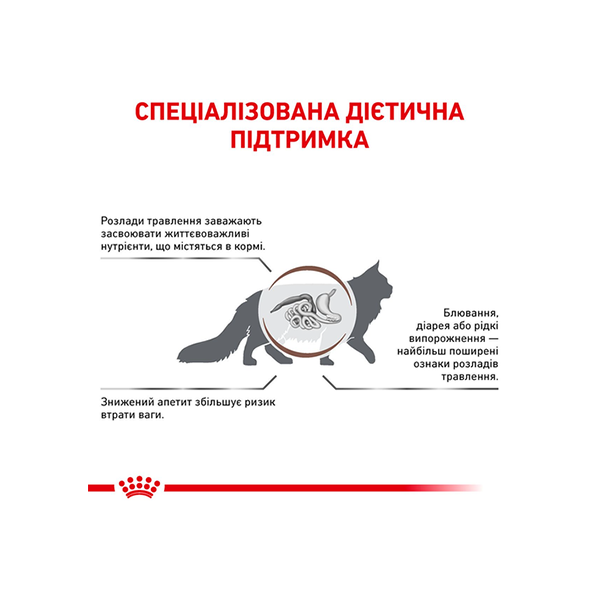 СПЕЦІАЛІЗОВАНА ДІЄТИЧНА
ПІДТРИМКА
Розлади травлення заважають
засвоювати життєвоважливі
нутрієнти, що містяться в кормі.
Блювання,
діарея або рідкі
випорожнення —
найбільш поширені
ознаки розладів
травлення.
Знижений апетит збільшує ризик
втрати ваги.